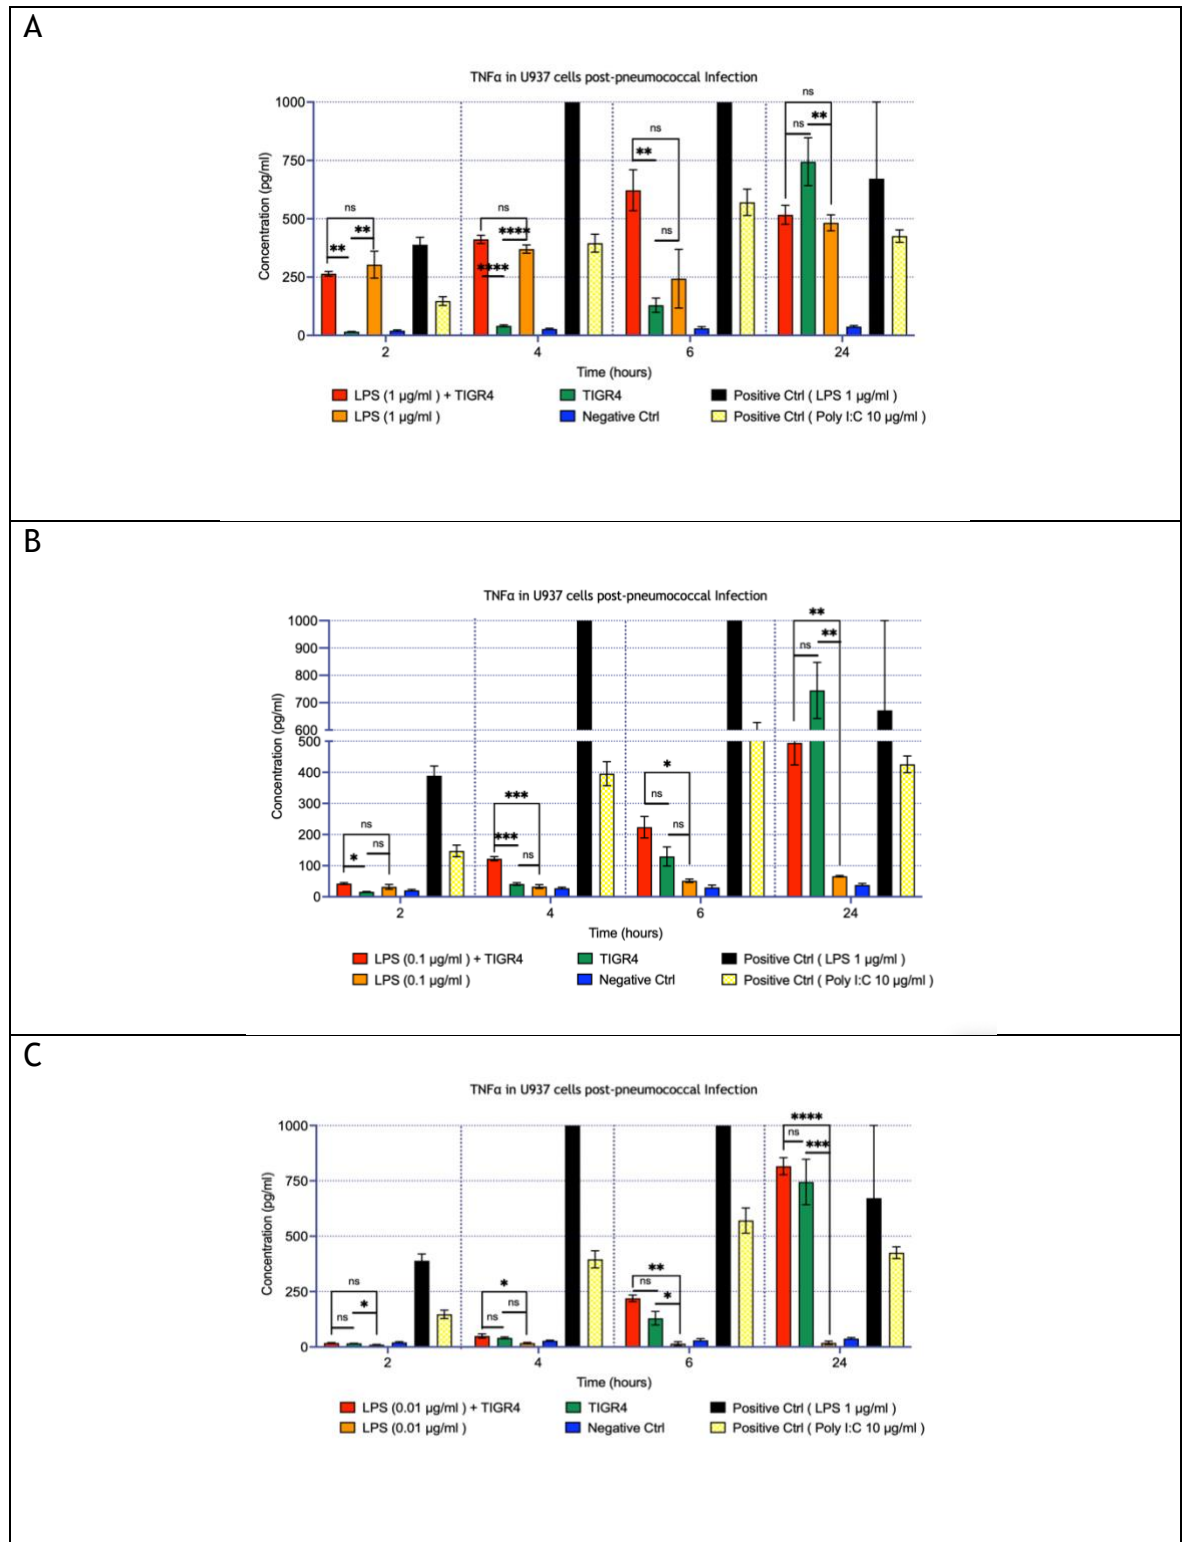 A
TNFα in U937 cells post-pneumococcal Infection
Concentration (pg/ml)
1000
750
500
250
0
ns
**
**
ns
****
****
ns
**
ns
ns
ns
**
2
4
6
24
Time (hours)
LPS (1 µg/ml ) + TIGR4
TIGR4
Positive Ctrl ( LPS 1 µg/ml )
LPS (1 µg/ml )
Negative Ctrl
Positive Ctrl ( Poly I:C 10 µg/ml )
B
TNFα in U937 cells post-pneumococcal Infection
Concentration (pg/ml)
1000
900
800
700
600
500
400
300
200
100
0
ns
ns
*
***
***
ns
*
ns
ns
**
**
ns
2
4
6
24
Time (hours)
LPS (0.1 µg/ml ) + TIGR4
TIGR4
Positive Ctrl ( LPS 1 µg/ml )
LPS (0.1 µg/ml )
Negative Ctrl
Positive Ctrl ( Poly I:C 10 µg/ml )
C
TNFα in U937 cells post-pneumococcal Infection
Concentration (pg/ml)
1000
750
500
250
0
ns
*
ns
*
ns
ns
**
ns
*
****
ns
***
2
4
6
24
Time (hours)
LPS (0.01 µg/ml ) + TIGR4
TIGR4
Positive Ctrl ( LPS 1 µg/ml )
LPS (0.01 µg/ml )
Negative Ctrl
Positive Ctrl ( Poly I:C 10 µg/ml )